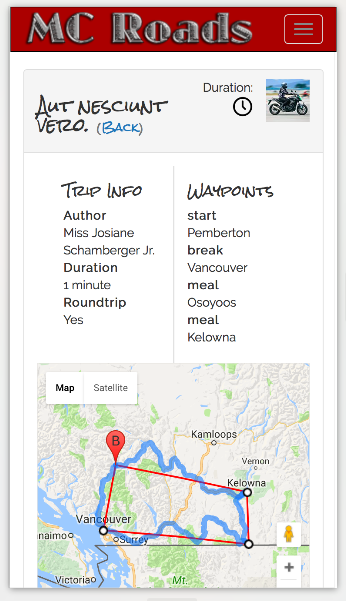 MC Roads
Duration:
Aut nesciunt
vero. (Back)
Trip Info
Author
Miss Josiane
Schamberger Jr.
Duration
1 minute
Roundtrip
Yes
Waypoints
start
Pemberton
break
Vancouver
meal
Osoyoos
meal
Kelowna
Map Satellite
Kamloops
B
Vernon
Kelowna
Vancouver
Surrey
nanaimo
Victoria
Mt.
+